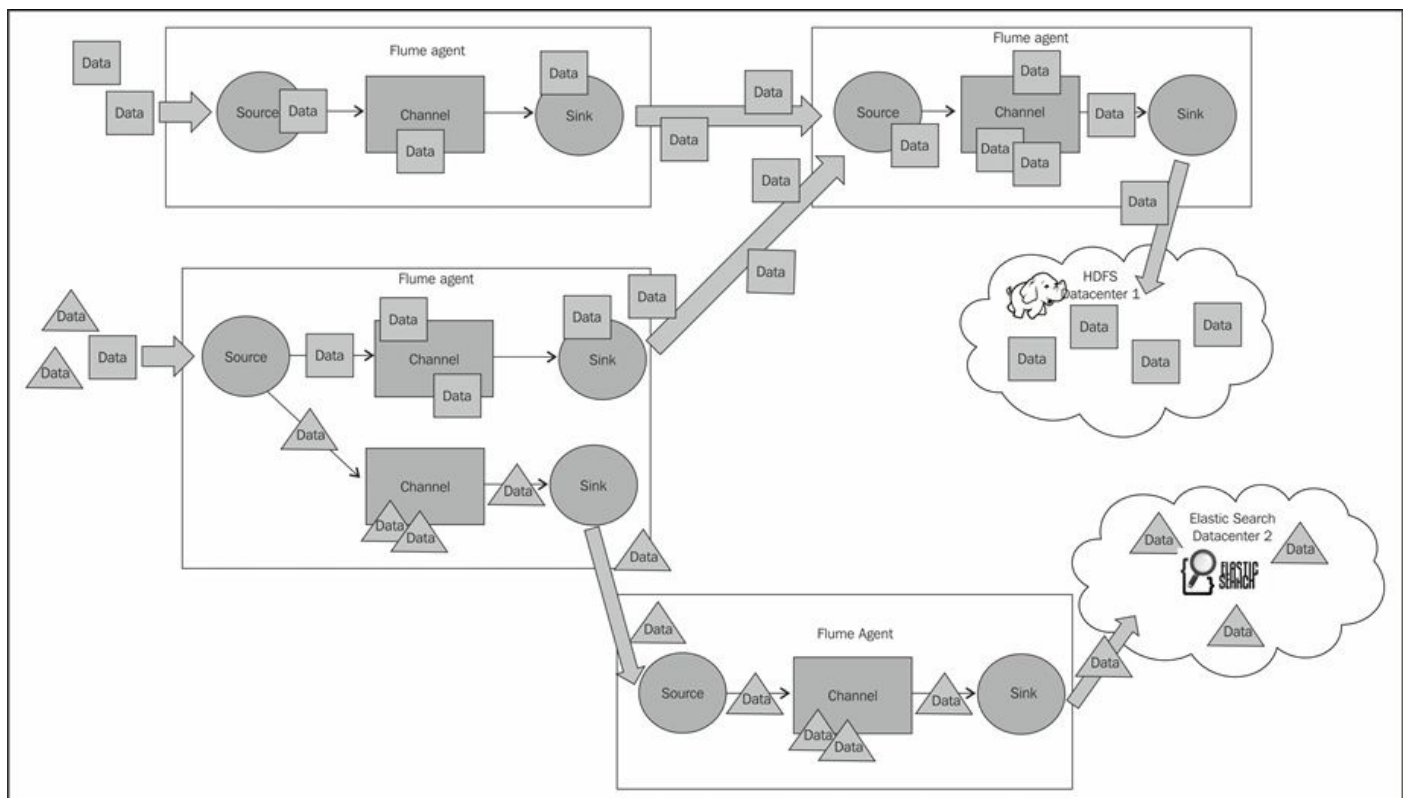 Flume agent
Data
Data
Source
Data
Channel
Data
Data
Sink
Data
Data
Flume agent
Source
Data
Channel
Data
Data
Data
Data
Sink
Data
Data
Data
Data
HDFS
Datacenter 1
Data
Data
Data
Data
Flume agent
Data
Data
Data
Source
Data
Data
Channel
Data
Data
Sink
Data
Channel
Data
Data
Data
Sink
Data
Data
Flume Agent
Source
Data
Channel
Data
Data
Data
Sink
Data
Elastic Search
Datacenter 2
Data
Data
ELASTIC
SEARCH
Data